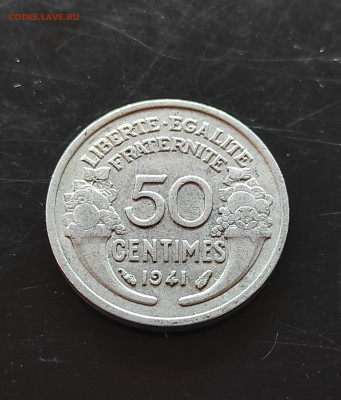 COINS.LAVE.RU
LIBERTE·EGALITE
FRATERNITE
50
CENTIMES
1941